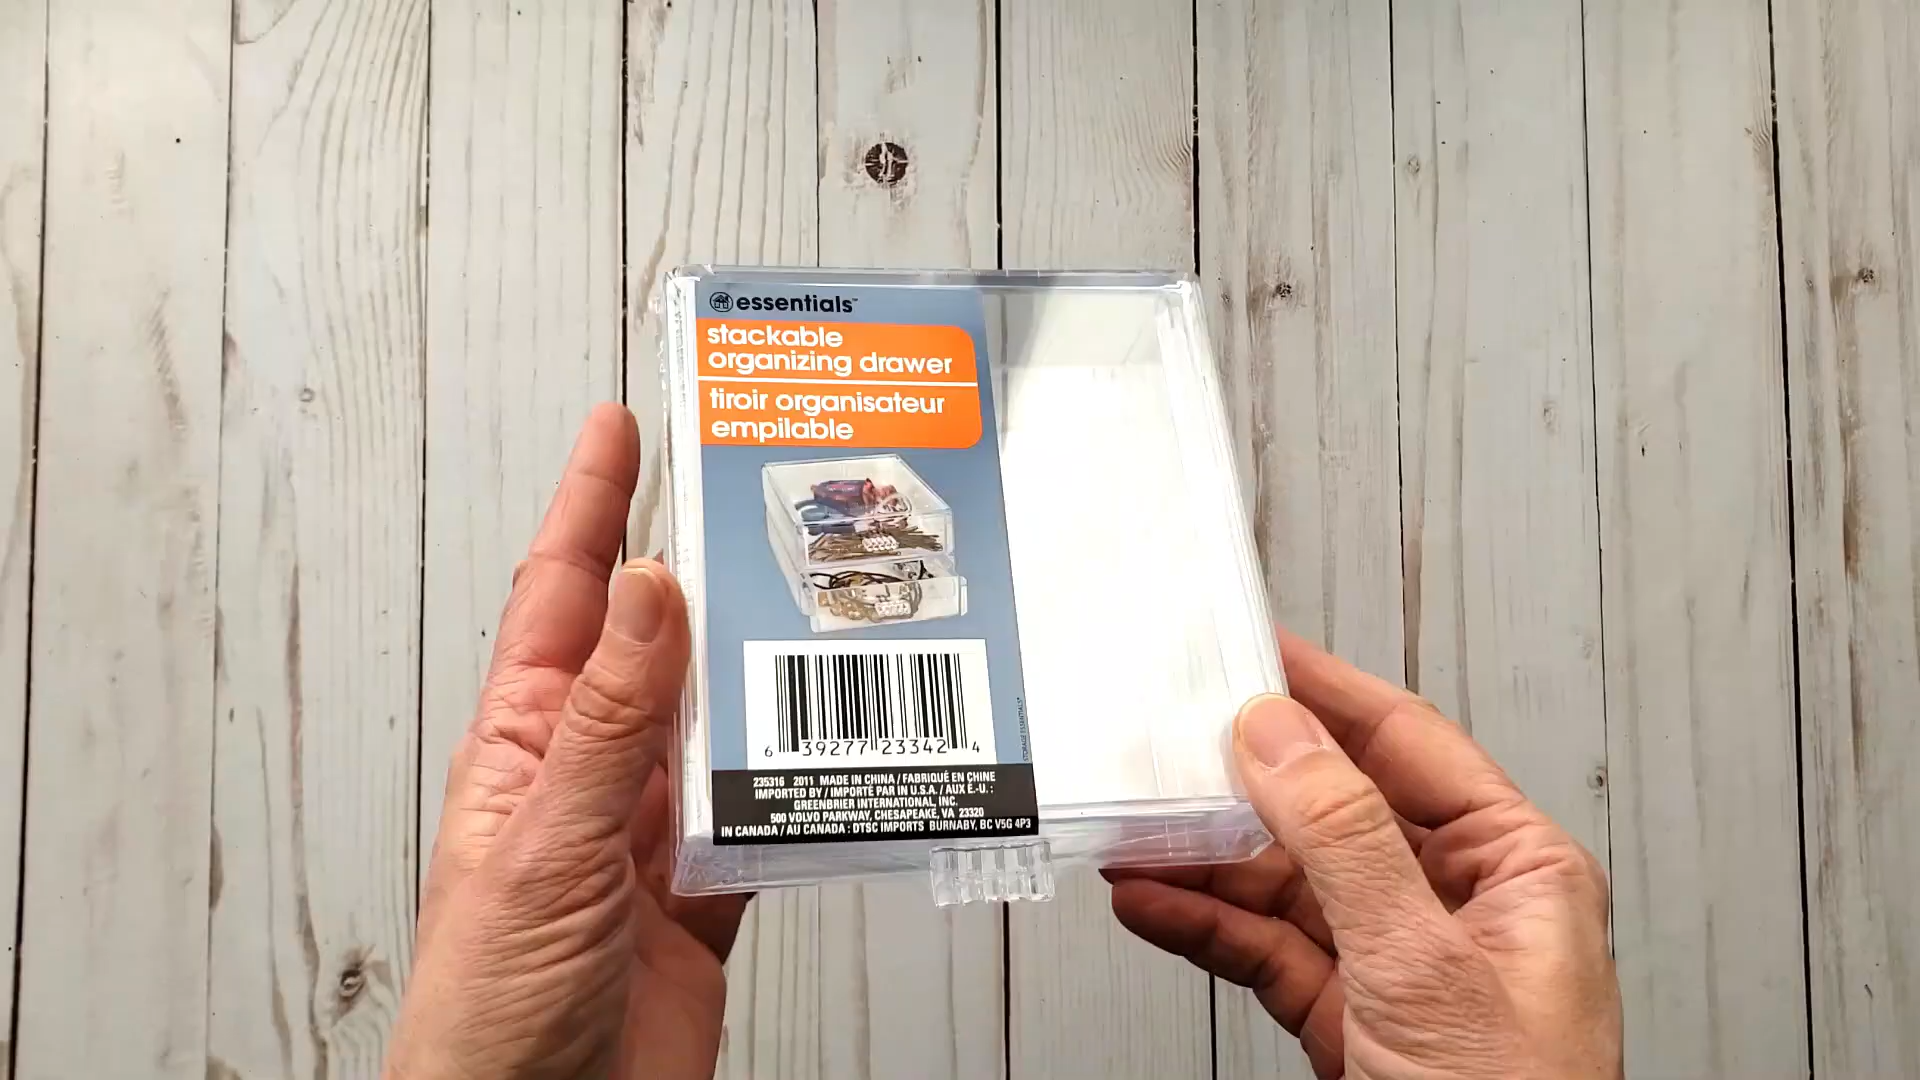 essentials™
stackable
organizing drawer
tiroir organisateur
empilable
6 39277 23342 4
STORAGE ESSENTIALS®
235316 2011 MADE IN CHINA / FABRIQUÉ EN CHINE
IMPORTED BY / IMPORTÉ PAR IN U.S.A. / AUX É.-U. :
GREENBRIER INTERNATIONAL, INC.
500 VOLVO PARKWAY, CHESAPEAKE, VA 23320
IN CANADA / AU CANADA : DTSC IMPORTS BURNABY, BC V5G 4P3